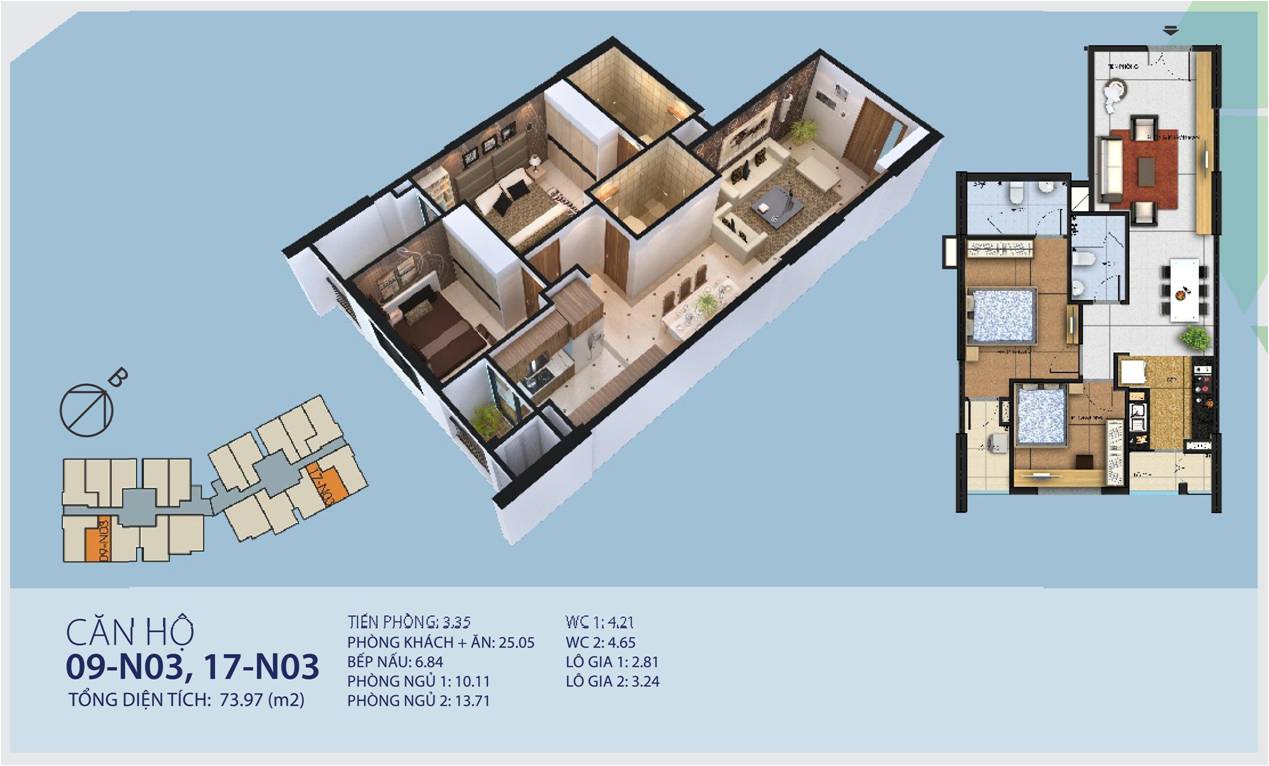 B
17-N03
09-N03
CĂN HỘ
09-N03, 17-N03
TỔNG DIỆN TÍCH: 73.97 (m2)
TIỀN PHÒNG: 3.35
PHÒNG KHÁCH + ĂN: 25.05
BẾP NẤU: 6.84
PHÒNG NGỦ 1: 10.11
PHÒNG NGỦ 2: 13.71
WC 1: 4.21
WC 2: 4.65
LÔ GIA 1: 2.81
LÔ GIA 2: 3.24